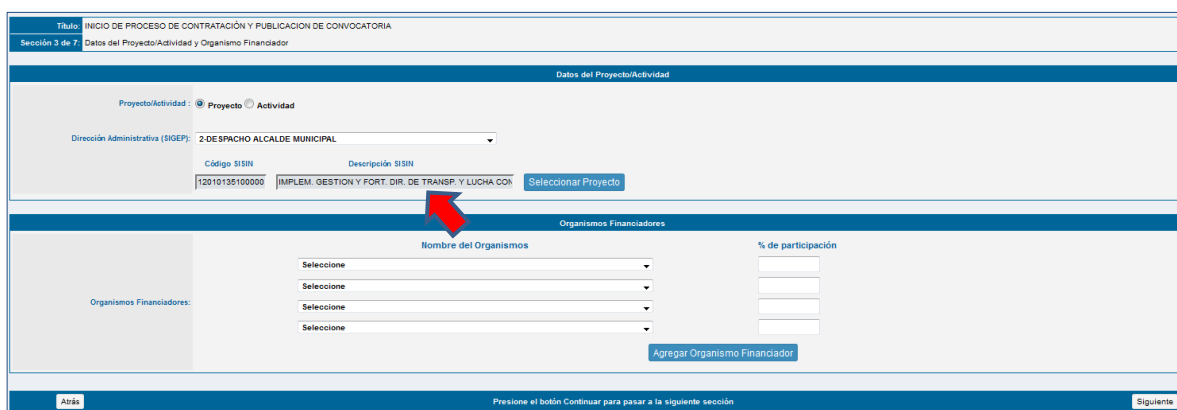 Título: INICIO DE PROCESO DE CONTRATACIÓN Y PUBLICACION DE CONVOCATORIA
Sección 3 de 7: Datos del Proyecto/Actividad y Organismo Financiador
Datos del Proyecto/Actividad
Proyecto/Actividad : Proyecto Actividad
Dirección Administrativa (SIGEP): 2-DESPACHO ALCALDE MUNICIPAL
Código SISIN Descripción SISIN
12010135100000 IMPLEM. GESTION Y FORT. DIR. DE TRANSP. Y LUCHA CON Seleccionar Proyecto
Organismos Financiadores
Nombre del Organismos % de participación
Seleccione
Seleccione
Organismos Financiadores:
Seleccione
Seleccione
Agregar Organismo Financiador
Atrás Presione el botón Continuar para pasar a la siguiente sección Siguiente